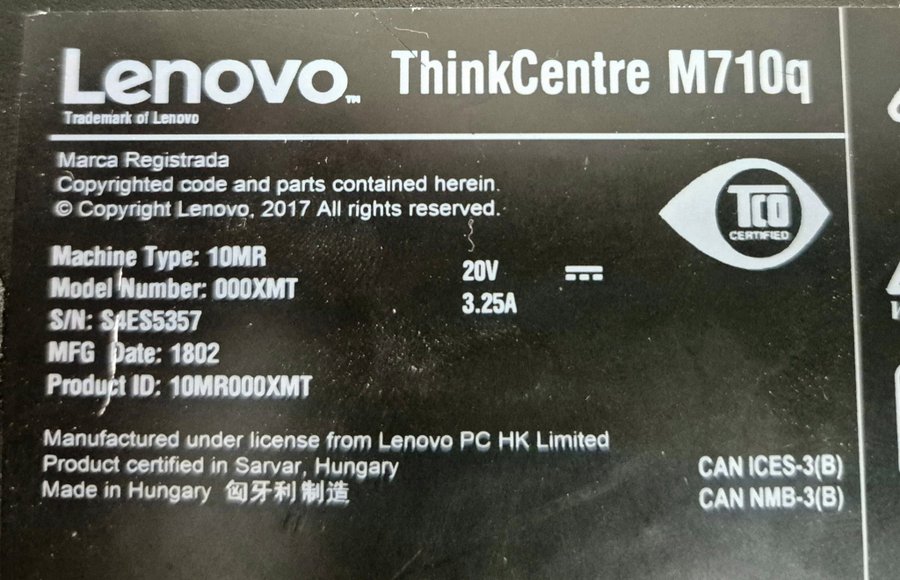 Lenovo™ ThinkCentre M710q
Trademark of Lenovo
Marca Registrada
Copyrighted code and parts contained herein.
© Copyright Lenovo, 2017 All rights reserved.
TCO
CERTIFIED
Machine Type: 10MR
Model Number: 000XMT
S/N: S4ES5357
MFG Date: 1802
Product ID: 10MR000XMT
20V
3.25A
Manufactured under license from Lenovo PC HK Limited
Product certified in Sarvar, Hungary
Made in Hungary 匈牙利制造
CAN ICES-3(B)
CAN NMB-3(B)